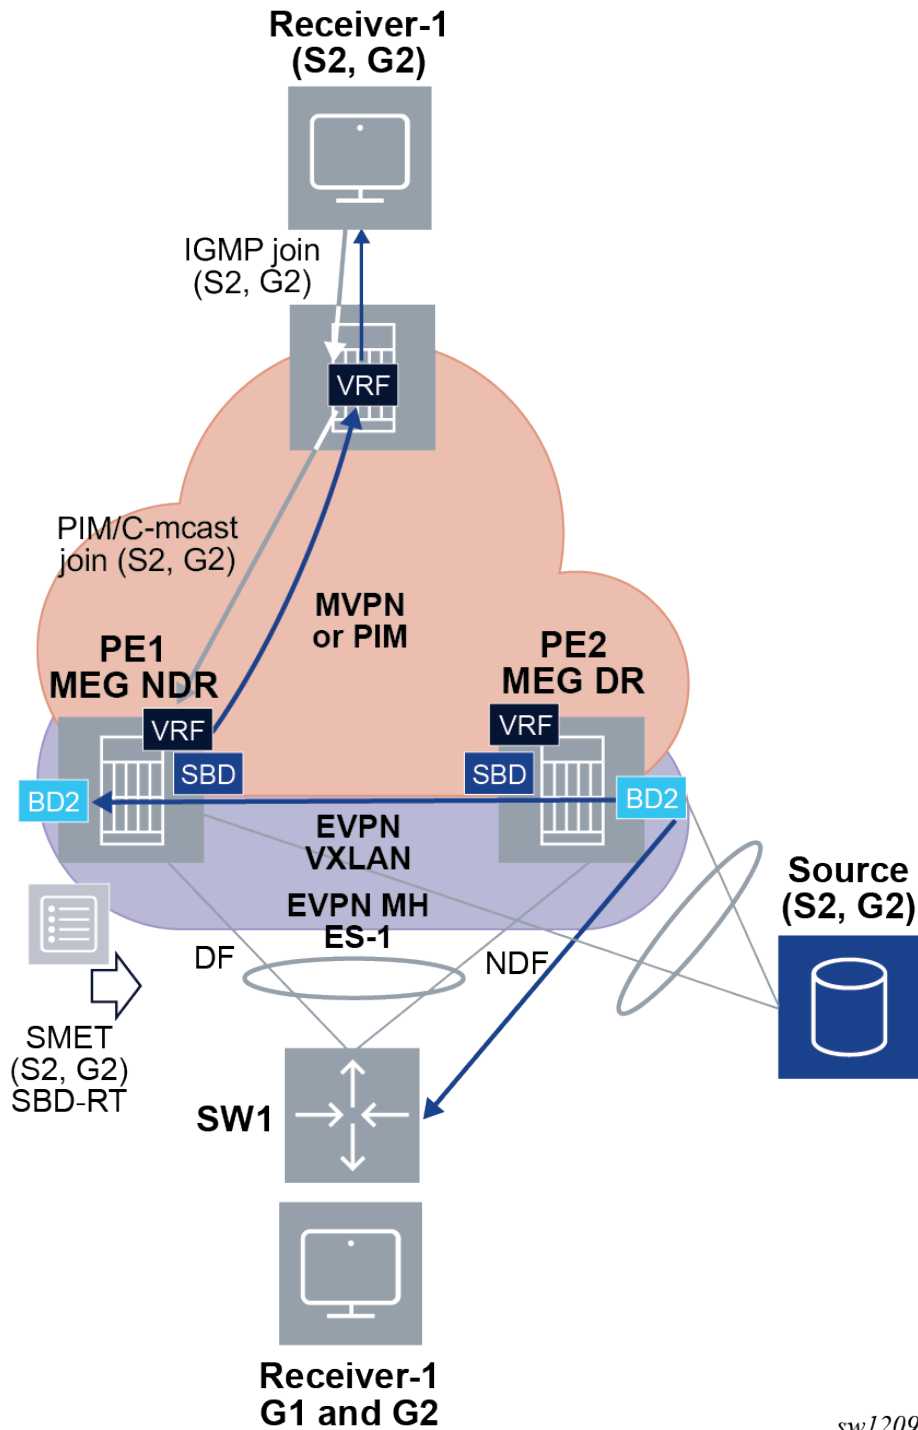 Receiver-1
(S2, G2)
IGMP join
(S2, G2)
VRF
PIM/C-mcast
join (S2, G2)
MVPN
or PIM
PE1
MEG NDR
PE2
MEG DR
VRF
SBD
BD2
VRF
SBD
BD2
EVPN
VXLAN
EVPN MH
ES-1
DF
NDF
Source
(S2, G2)
SMET
(S2, G2)
SBD-RT
SW1
Receiver-1
G1 and G2
sw1209